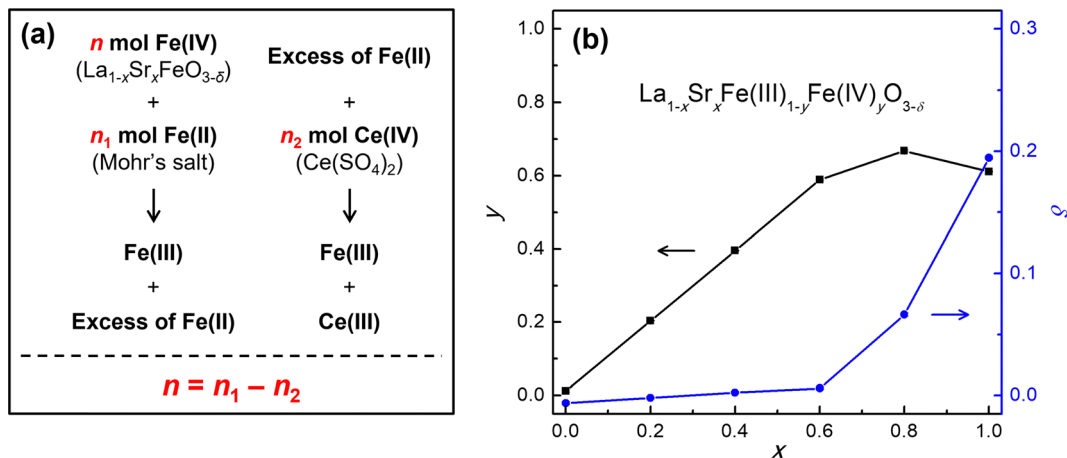 (a)
n mol Fe(IV)
(La1-xSrxFeO3-δ)
+
n1 mol Fe(II)
(Mohr's salt)
Fe(III)
+
Excess of Fe(II)
Excess of Fe(II)
+
n2 mol Ce(IV)
(Ce(SO4)2)
Fe(III)
+
Ce(III)
n = n1 – n2
(b)
La1-xSrxFe(III)1-yFe(IV)yO3-δ
1.0
0.8
0.6
0.4
0.2
0.0
y
0.0 0.2 0.4 0.6 0.8 1.0
x
0.3
0.2
0.1
0.0
δ